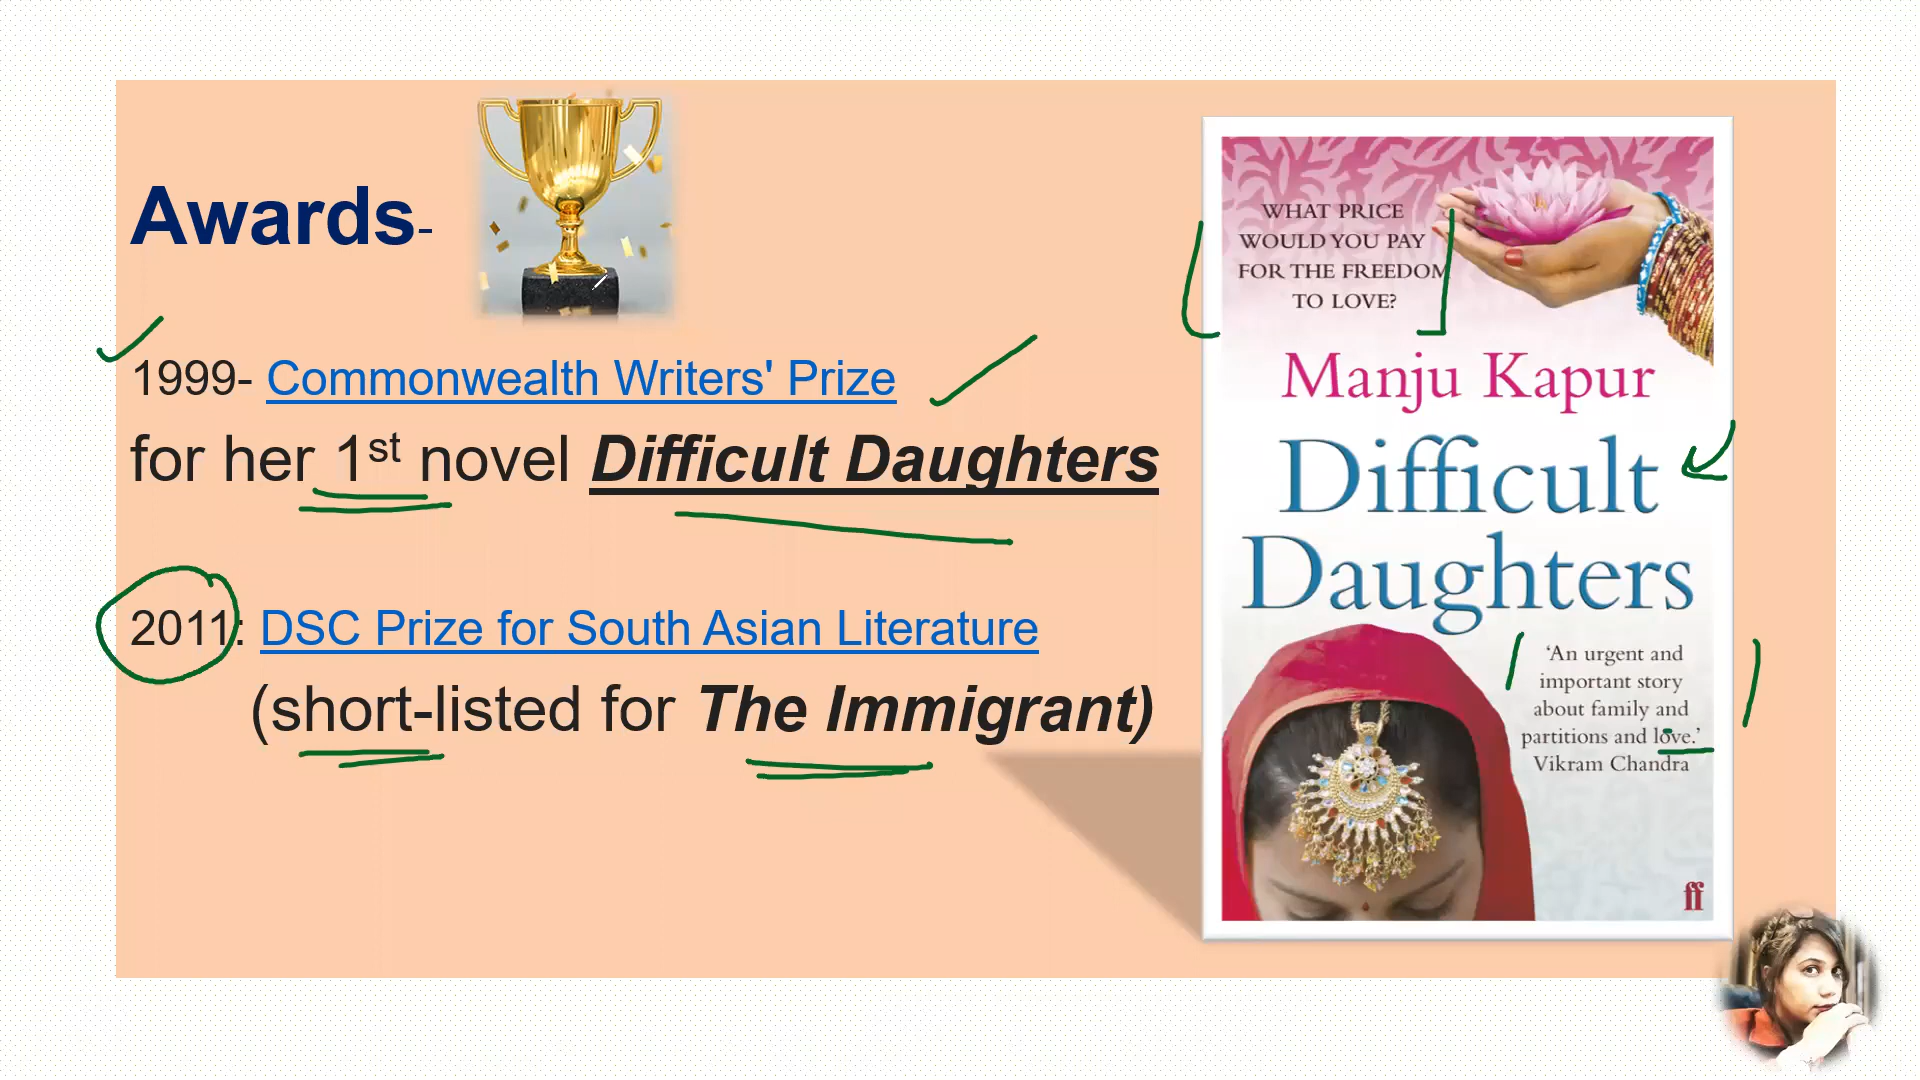 Awards-
1999- Commonwealth Writers' Prize
for her 1st novel Difficult Daughters
2011: DSC Prize for South Asian Literature
(short-listed for The Immigrant)
WHAT PRICE
WOULD YOU PAY
FOR THE FREEDOM
TO LOVE?
Manju Kapur
Difficult
Daughters
‘An urgent and
important story
about family and
partitions and love.’
Vikram Chandra
ff